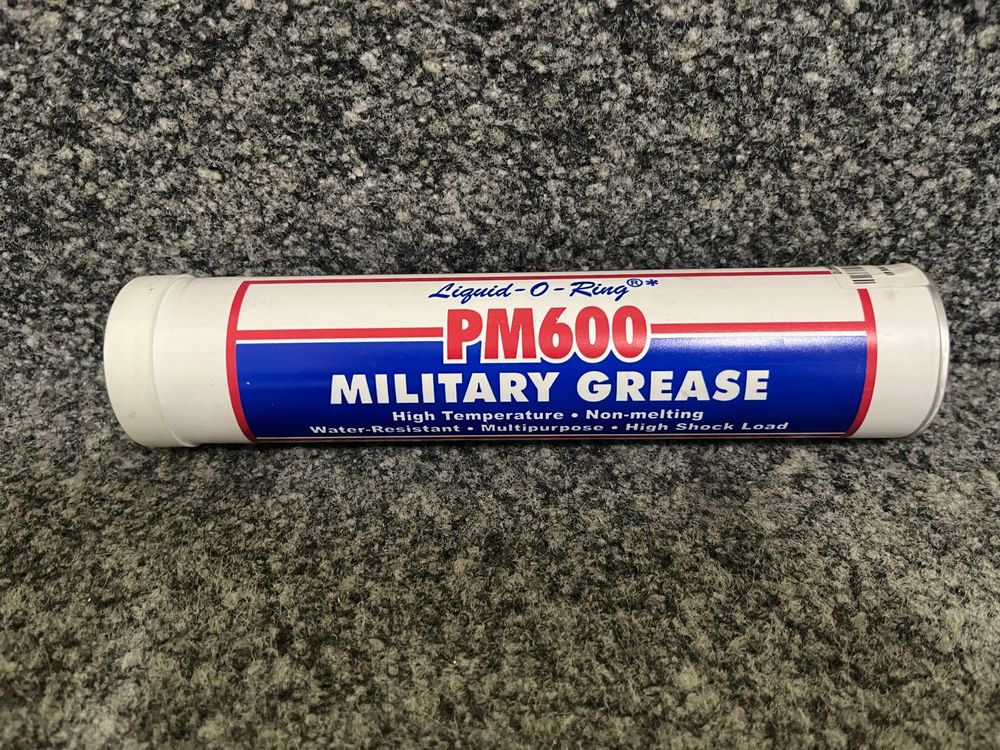 Liquid-O-Ring®*
PM600
MILITARY GREASE
High Temperature • Non-melting
Water-Resistant • Multipurpose • High Shock Load